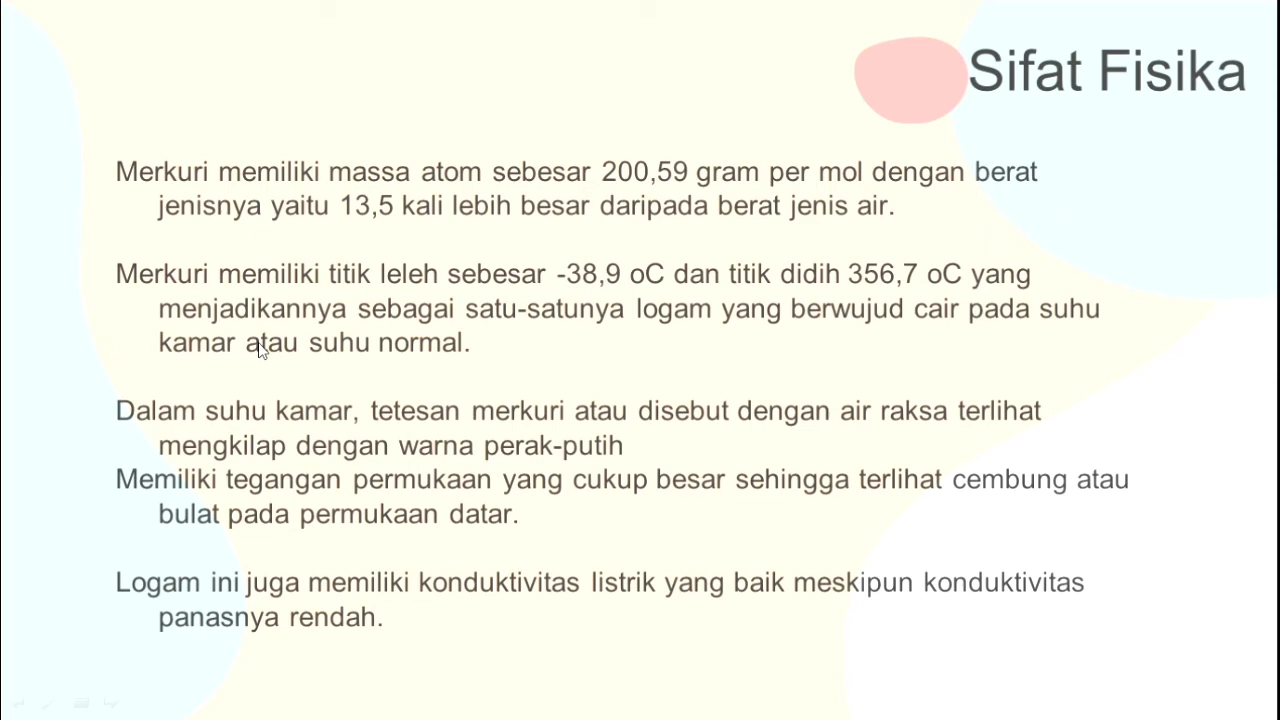 Sifat Fisika
Merkuri memiliki massa atom sebesar 200,59 gram per mol dengan berat
jenisnya yaitu 13,5 kali lebih besar daripada berat jenis air.
Merkuri memiliki titik leleh sebesar -38,9 oC dan titik didih 356,7 oC yang
menjadikannya sebagai satu-satunya logam yang berwujud cair pada suhu
kamar atau suhu normal.
Dalam suhu kamar, tetesan merkuri atau disebut dengan air raksa terlihat
mengkilap dengan warna perak-putih
Memiliki tegangan permukaan yang cukup besar sehingga terlihat cembung atau
bulat pada permukaan datar.
Logam ini juga memiliki konduktivitas listrik yang baik meskipun konduktivitas
panasnya rendah.